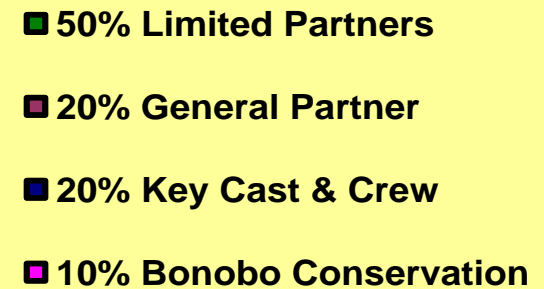 50% Limited Partners
20% General Partner
20% Key Cast & Crew
10% Bonobo Conservation